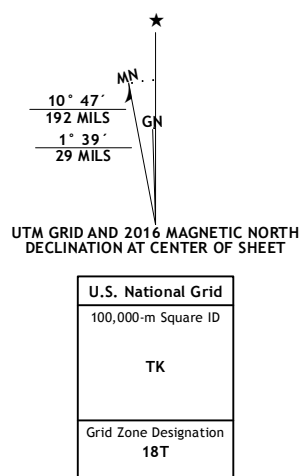 MN
10° 47´
192 MILS
GN
1° 39´
29 MILS
UTM GRID AND 2016 MAGNETIC NORTH
DECLINATION AT CENTER OF SHEET
U.S. National Grid
100,000-m Square ID
TK
Grid Zone Designation
18T